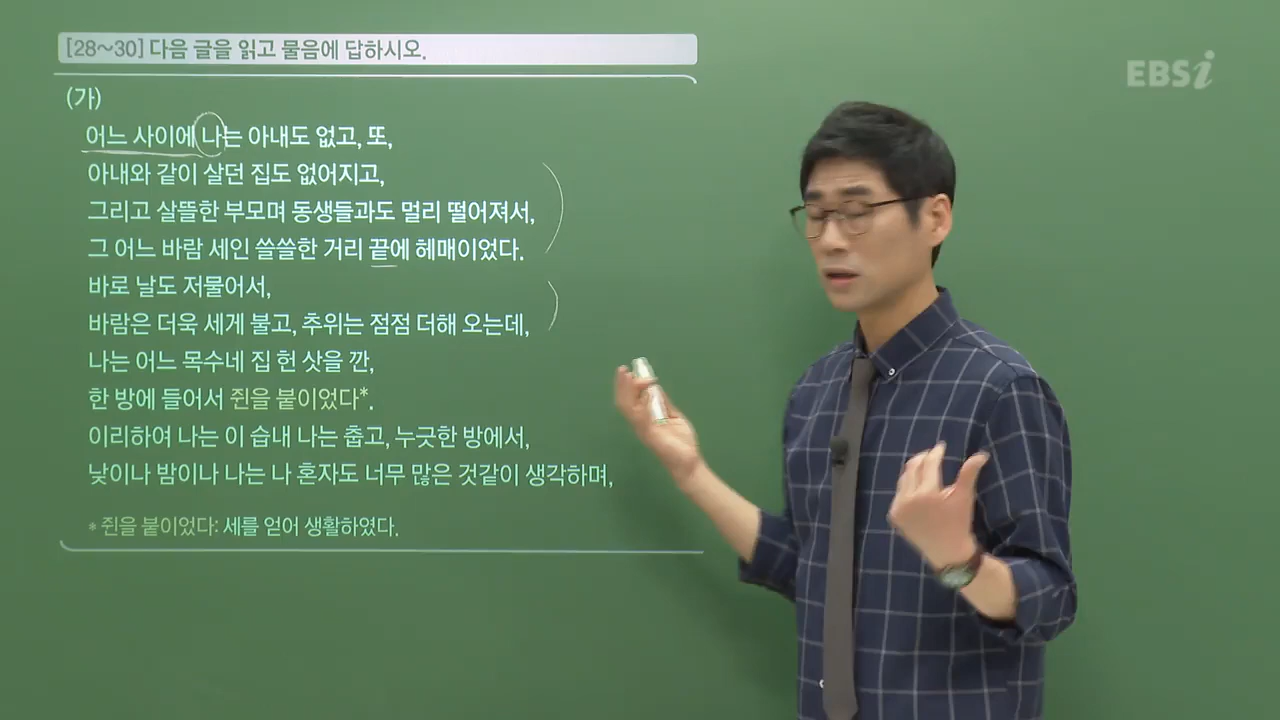 [28~30] 다음 글을 읽고 물음에 답하시오.
EBSi
(가)
어느 사이에 나는 아내도 없고, 또,
아내와 같이 살던 집도 없어지고,
그리고 살뜰한 부모며 동생들과도 멀리 떨어져서,
그 어느 바람 세인 쓸쓸한 거리 끝에 헤매이었다.
바로 날도 저물어서,
바람은 더욱 세게 불고, 추위는 점점 더해 오는데,
나는 어느 목수네 집 헌 삿을 깐,
한 방에 들어서 쥔을 붙이었다*.
이리하여 나는 이 습내 나는 춥고, 누긋한 방에서,
낮이나 밤이나 나는 나 혼자도 너무 많은 것같이 생각하며,
* 쥔을 붙이었다: 세를 얻어 생활하였다.